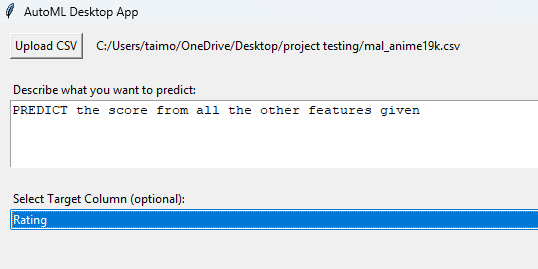 AutoML Desktop App
Upload CSV C:/Users/taimo/OneDrive/Desktop/project testing/mal_anime19k.csv
Describe what you want to predict:
PREDICT the score from all the other features given
Select Target Column (optional):
Rating